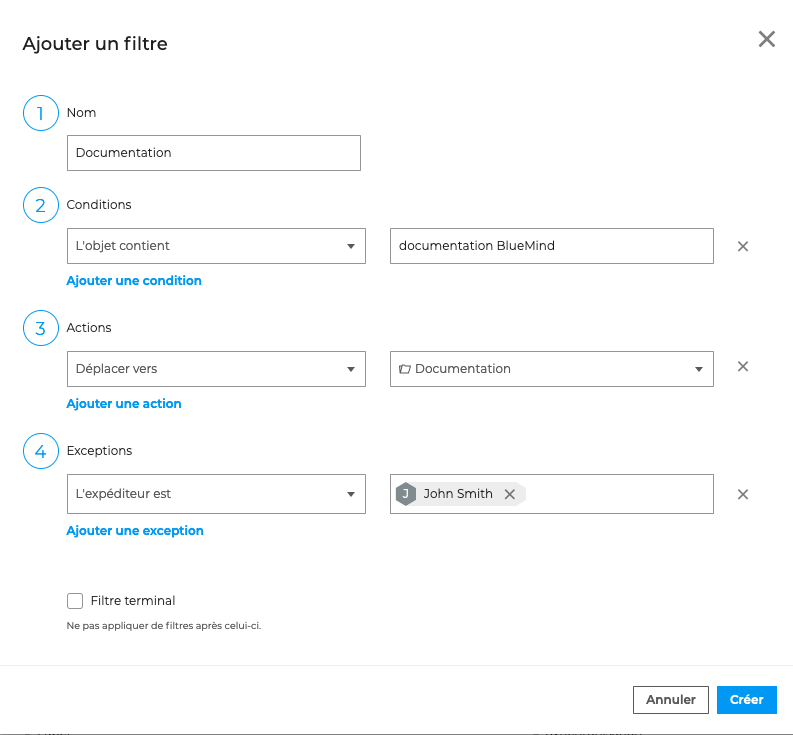 Ajouter un filtre
1 Nom
Documentation
2 Conditions
L'objet contient documentation BlueMind
Ajouter une condition
3 Actions
Déplacer vers Documentation
Ajouter une action
4 Exceptions
L'expéditeur est J John Smith
Ajouter une exception
Filtre terminal
Ne pas appliquer de filtres après celui-ci.
Annuler Créer